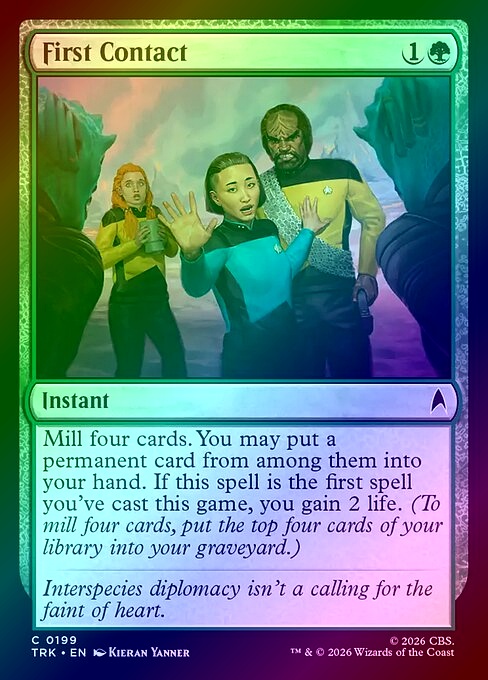 First Contact 1
Instant
Mill four cards. You may put a
permanent card from among them into
your hand. If this spell is the first spell
you've cast this game, you gain 2 life. (To
mill four cards, put the top four cards of your
library into your graveyard.)
Interspecies diplomacy isn't a calling for the
faint of heart.
C 0199 © 2026 CBS.
TRK • EN KIERAN YANNER ™ & © 2026 Wizards of the Coast